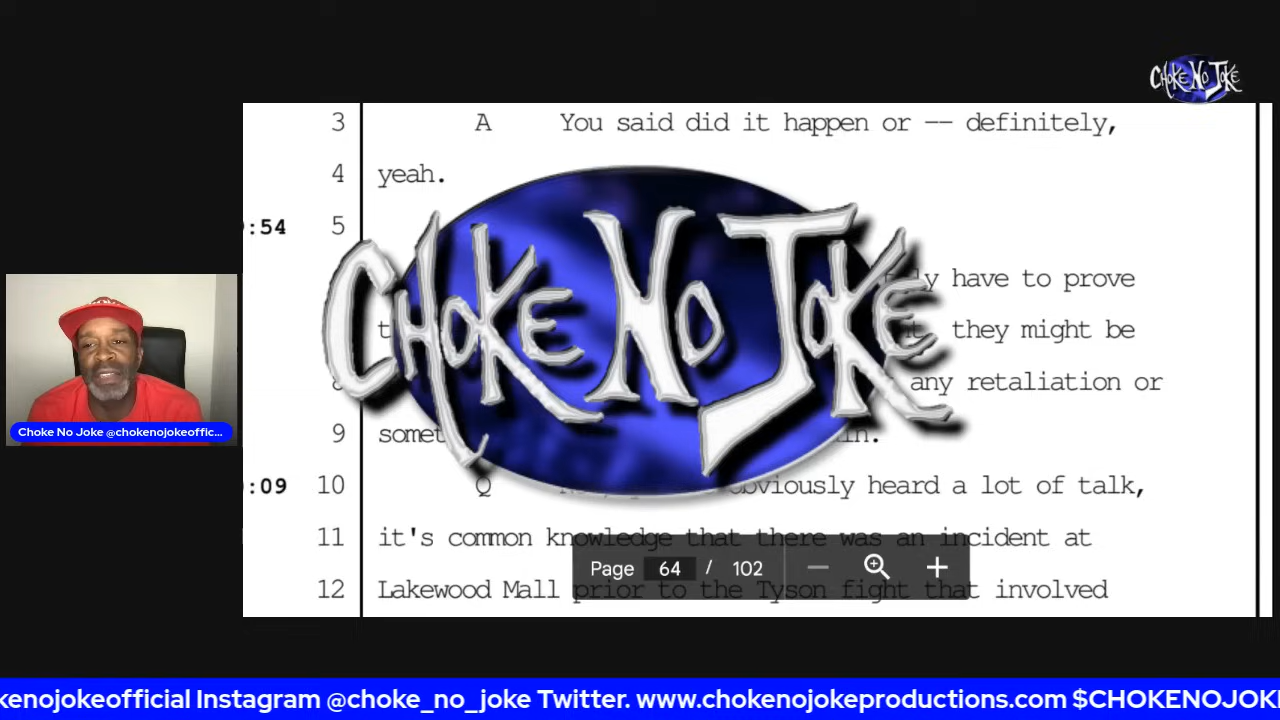 CHOKE NO JOKE
3 A You said did it happen or -- definitely,
4 yeah.
:54 5
have to prove
they might be
any retaliation or
9
CHOKE NO JOKE
:09 10 Q obviously heard a lot of talk,
11 it's common knowledge that there was an incident at
12 Lakewood Mall prior to the Tyson fight that involved
Page 64 / 102
Choke No Joke @chokenojokeoffic...
kenojokeofficial Instagram @choke_no_joke Twitter. www.chokenojokeproductions.com $CHOKENOJOK